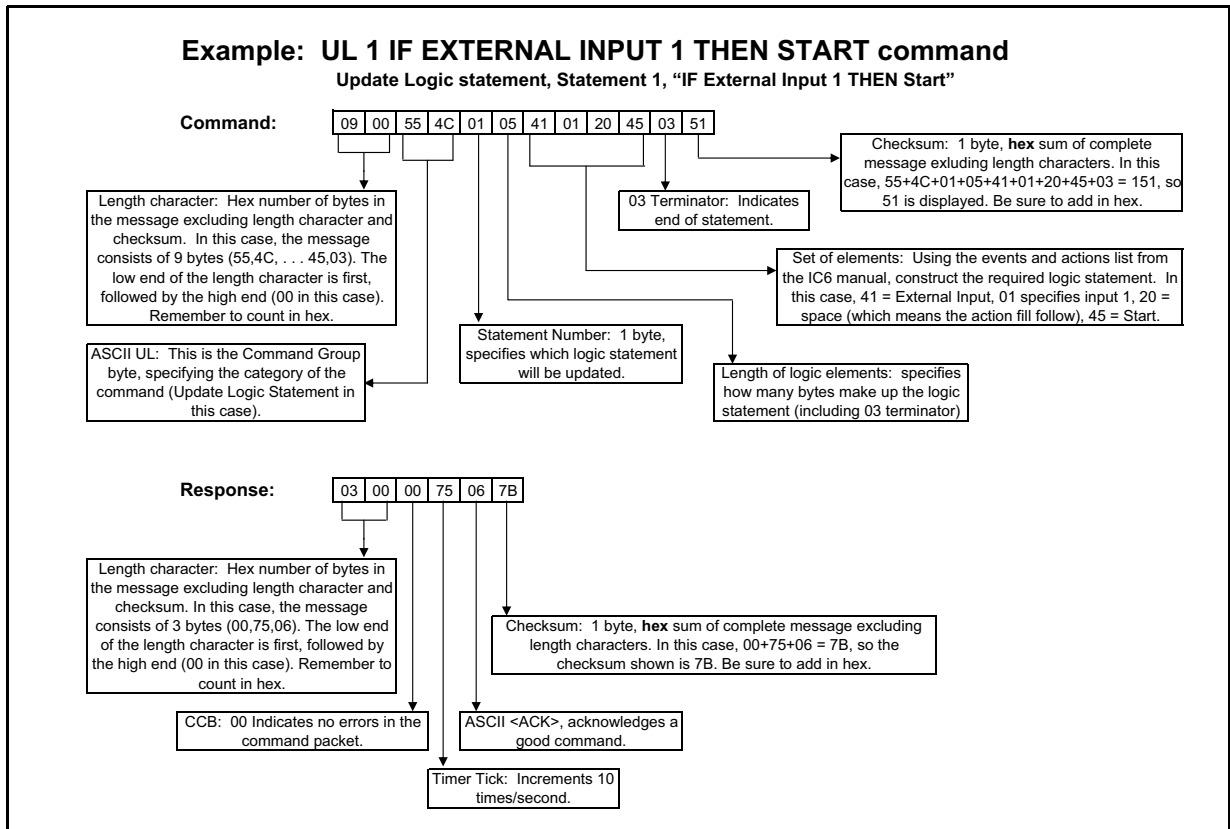 Example: UL 1 IF EXTERNAL INPUT 1 THEN START command
Update Logic statement, Statement 1, “IF External Input 1 THEN Start”
Command:
09 00 55 4C 01 05 41 01 20 45 03 51
Checksum: 1 byte, hex sum of complete
message exluding length characters. In this
case, 55+4C+01+05+41+01+20+45+03 = 151, so
51 is displayed. Be sure to add in hex.
Length character: Hex number of bytes in
the message excluding length character and
checksum. In this case, the message
consists of 9 bytes (55,4C, . . . 45,03). The
low end of the length character is first,
followed by the high end (00 in this case).
Remember to count in hex.
03 Terminator: Indicates
end of statement.
Set of elements: Using the events and actions list from
the IC6 manual, construct the required logic statement. In
this case, 41 = External Input, 01 specifies input 1, 20 =
space (which means the action fill follow), 45 = Start.
Statement Number: 1 byte,
specifies which logic statement
will be updated.
ASCII UL: This is the Command Group
byte, specifying the category of the
command (Update Logic Statement in
this case).
Length of logic elements: specifies
how many bytes make up the logic
statement (including 03 terminator)
Response:
03 00 00 75 06 7B
Length character: Hex number of bytes in
the message excluding length character and
checksum. In this case, the message
consists of 3 bytes (00,75,06). The low end
of the length character is first, followed by
the high end (00 in this case). Remember to
count in hex.
Checksum: 1 byte, hex sum of complete message excluding
length characters. In this case, 00+75+06 = 7B, so the
checksum shown is 7B. Be sure to add in hex.
CCB: 00 Indicates no errors in the
command packet.
ASCII <ACK>, acknowledges a
good command.
Timer Tick: Increments 10
times/second.